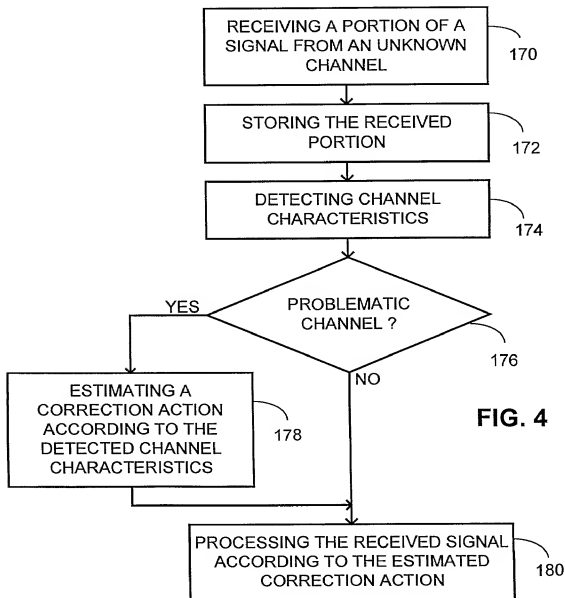 RECEIVING A PORTION OF A
SIGNAL FROM AN UNKNOWN
CHANNEL
170
STORING THE RECEIVED
PORTION
172
DETECTING CHANNEL
CHARACTERISTICS
174
PROBLEMATIC
CHANNEL ?
176
YES
NO
ESTIMATING A
CORRECTION ACTION
ACCORDING TO THE
DETECTED CHANNEL
CHARACTERISTICS
178
FIG. 4
PROCESSING THE RECEIVED SIGNAL
ACCORDING TO THE ESTIMATED
CORRECTION ACTION
180